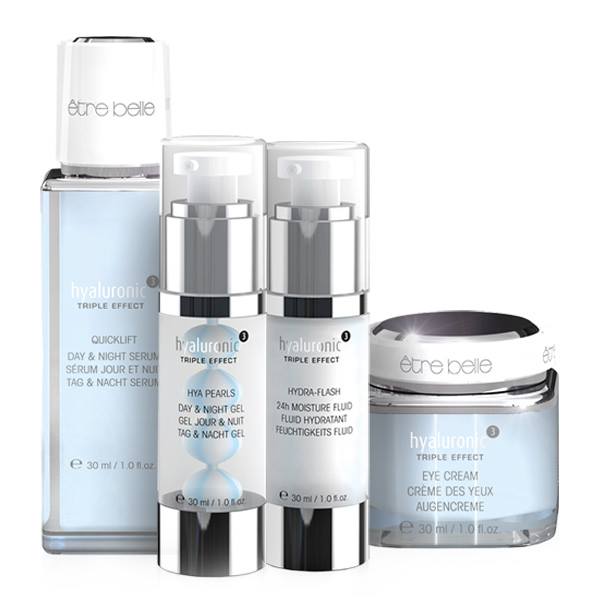 être belle
hyaluronic 3
TRIPLE EFFECT
QUICKLIFT
DAY & NIGHT SERUM
SÉRUM JOUR ET NUIT
TAG & NACHT SERUM
e 30 ml / 1.0 fl.oz.
hyaluronic 3
TRIPLE EFFECT
HYA PEARLS
DAY & NIGHT GEL
GEL JOUR & NUIT
TAG & NACHT GEL
e 30 ml / 1.0 fl.oz.
hyaluronic 3
TRIPLE EFFECT
HYDRA-FLASH
24h MOISTURE FLUID
FLUID HYDRATANT
FEUCHTIGKEITS FLUID
e 30 ml / 1.0 fl.oz.
être belle
hyaluronic 3
TRIPLE EFFECT
EYE CREAM
CRÈME DES YEUX
AUGENCREME
e 30 ml / 1.0 fl.oz.